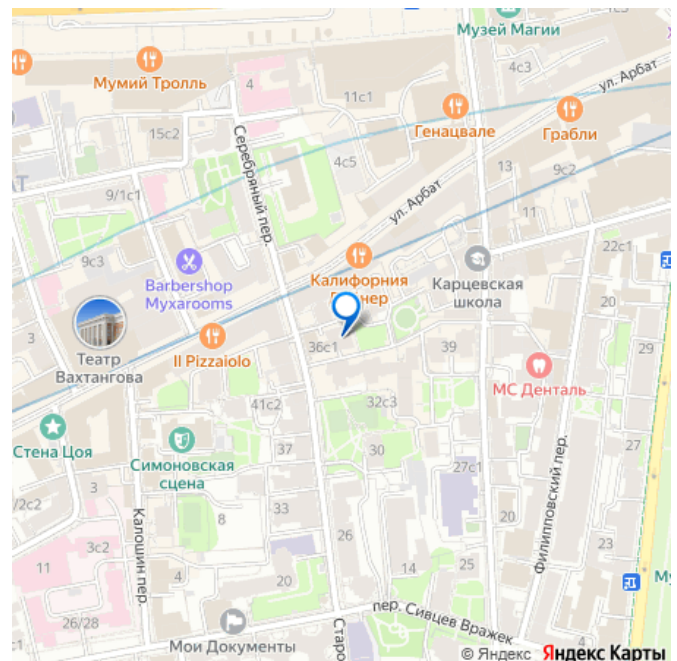 Музей Магии
4с3
Мумий Тролль
4
11с1
ул. Арбат
Генацвале
Грабли
15с2
Серебряный пер.
4с5
13
9с2
9/1с1
ул. Арбат
11
22с1
9с3
Barbershop
Myxarooms
Калифорния
Карцевская
школа
20
Театр
Вахтангова
Il Pizzaiolo
36с1
39
29
МС Денталь
41с2
32с3
Стена Цоя
Симоновская
сцена
37
30
27
27с1
Филипповский пер.
3
/2с2
Калошин пер.
8
33
20
3с2
26
23
11
4
20
14
25
26/28
Мои Документы
Старо
пер. Сивцев Вражек
© Яндекс Яндекс Карты